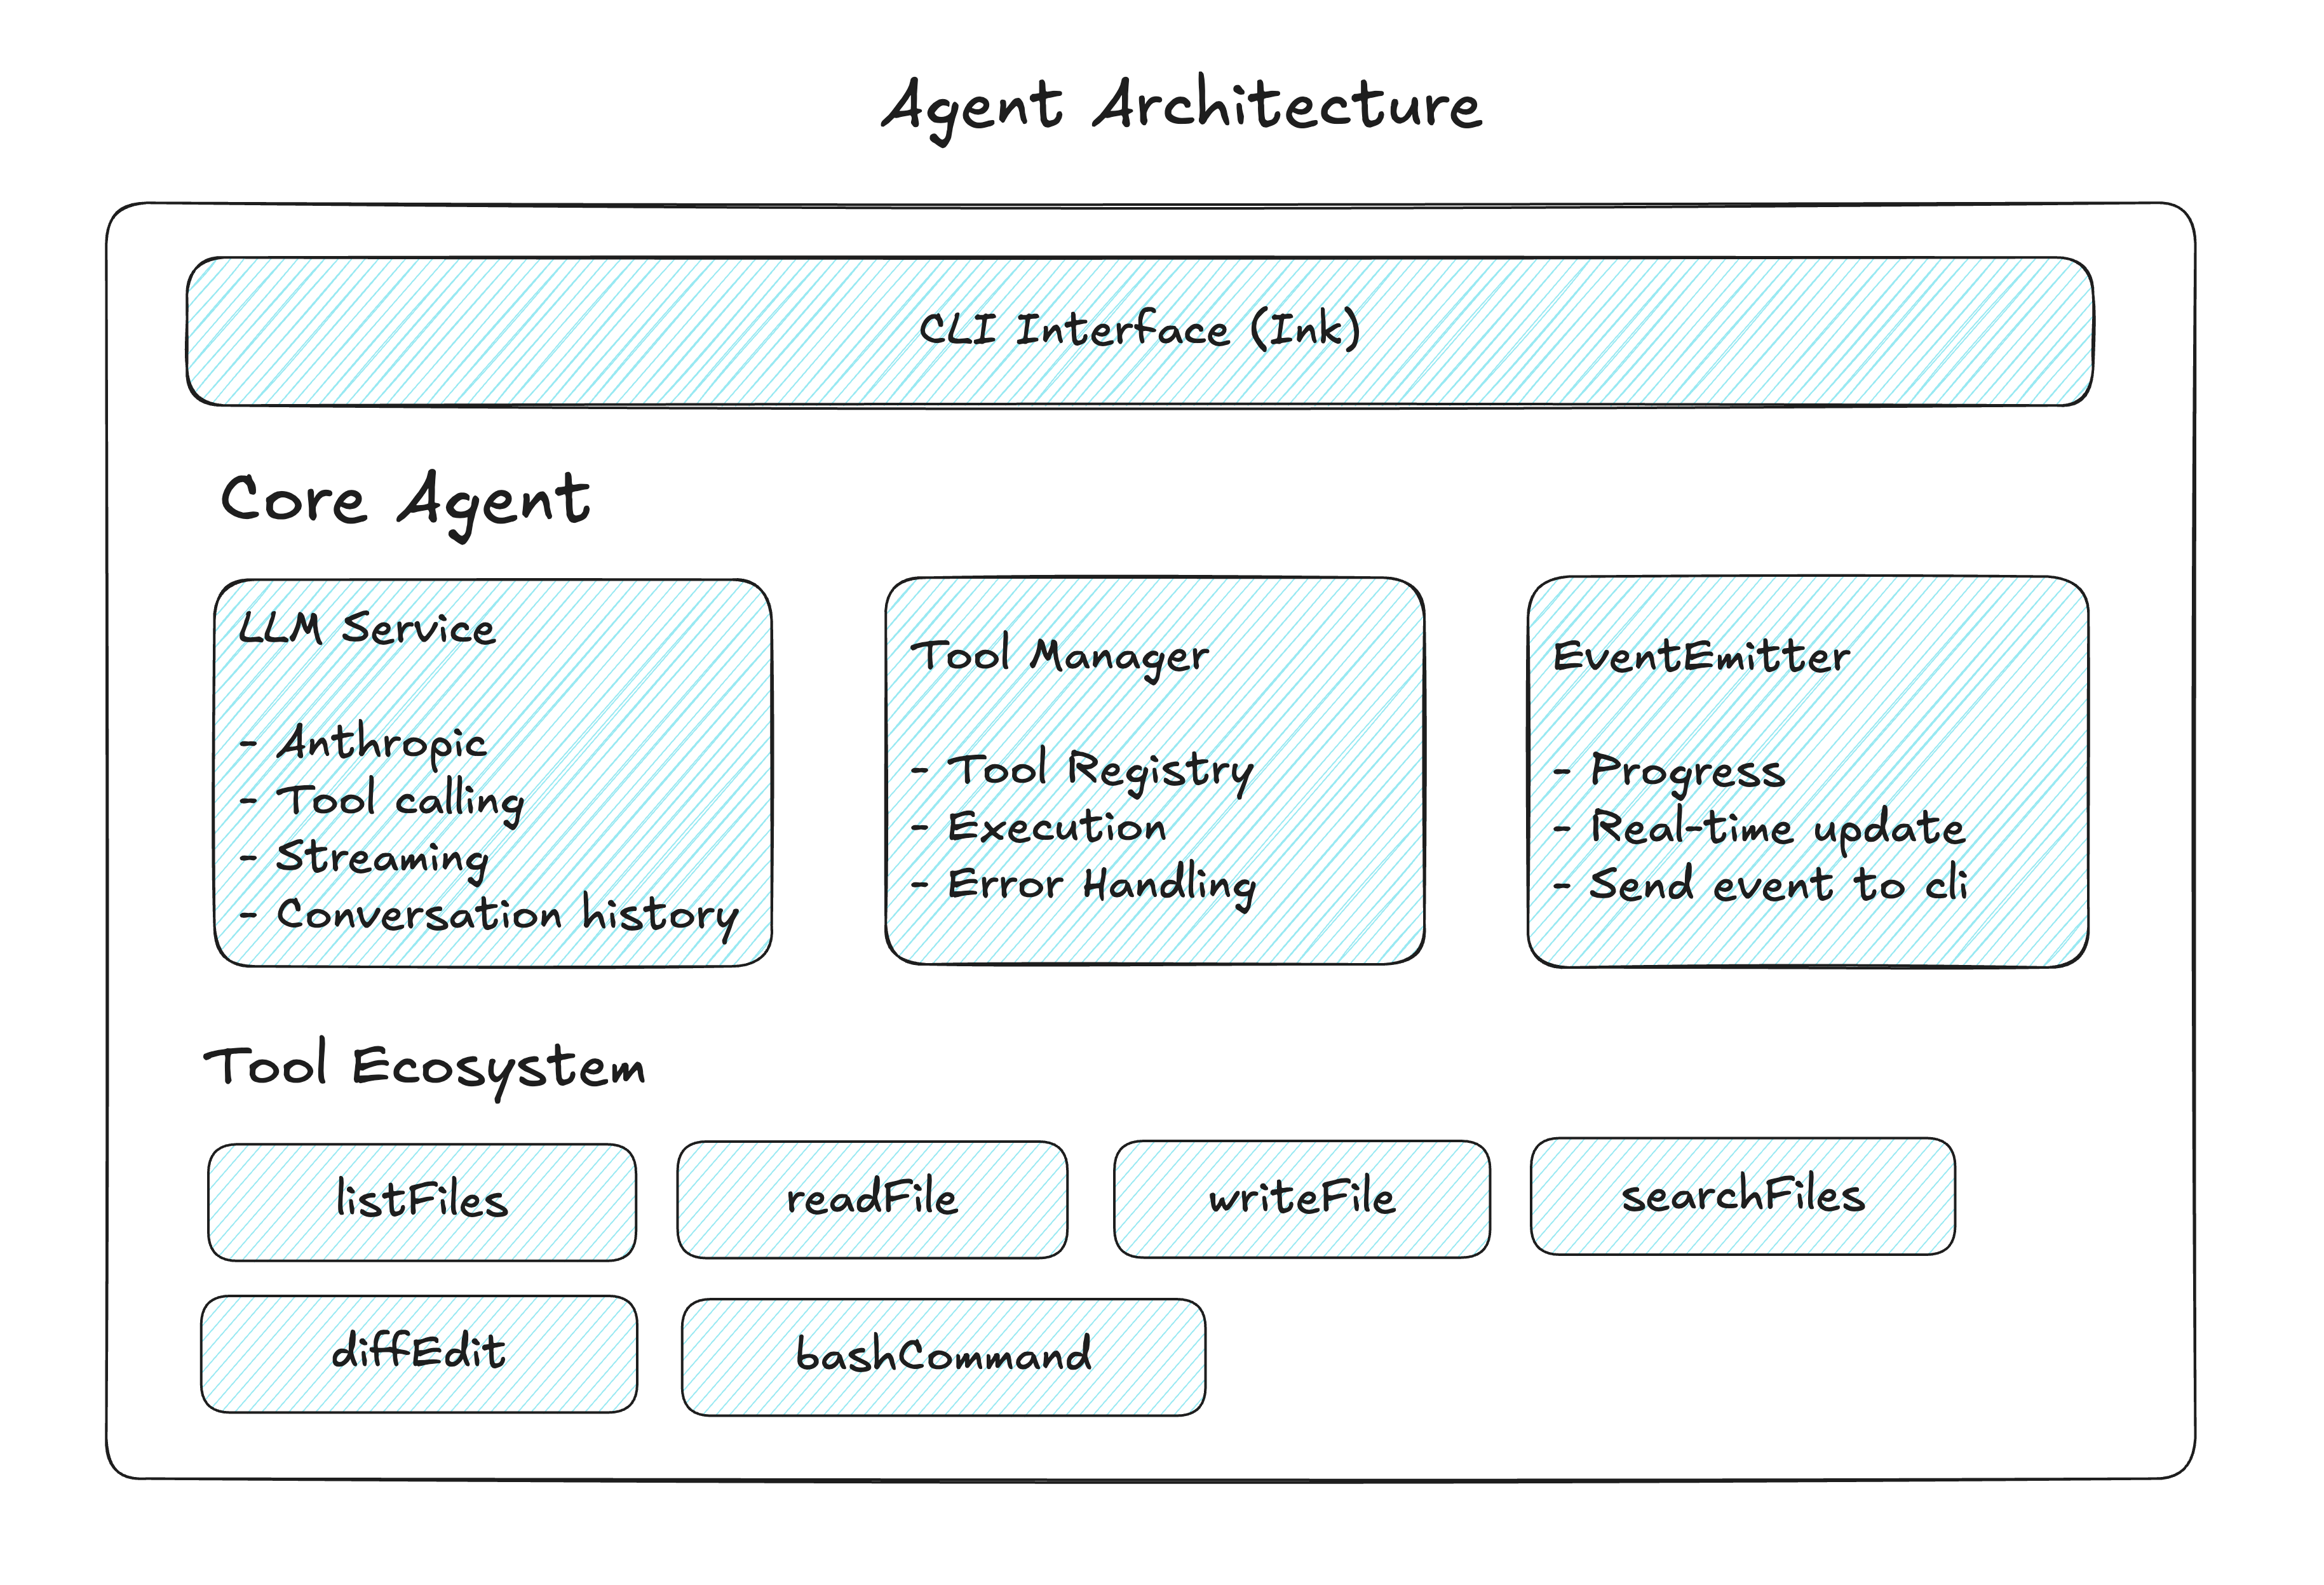 Agent Architecture
CLI Interface (Ink)
Core Agent
LLM Service
- Anthropic
- Tool calling
- Streaming
- Conversation history
Tool Manager
- Tool Registry
- Execution
- Error Handling
EventEmitter
- Progress
- Real-time update
- Send event to cli
Tool Ecosystem
listFiles
readFile
writeFile
searchFiles
diffEdit
bashCommand